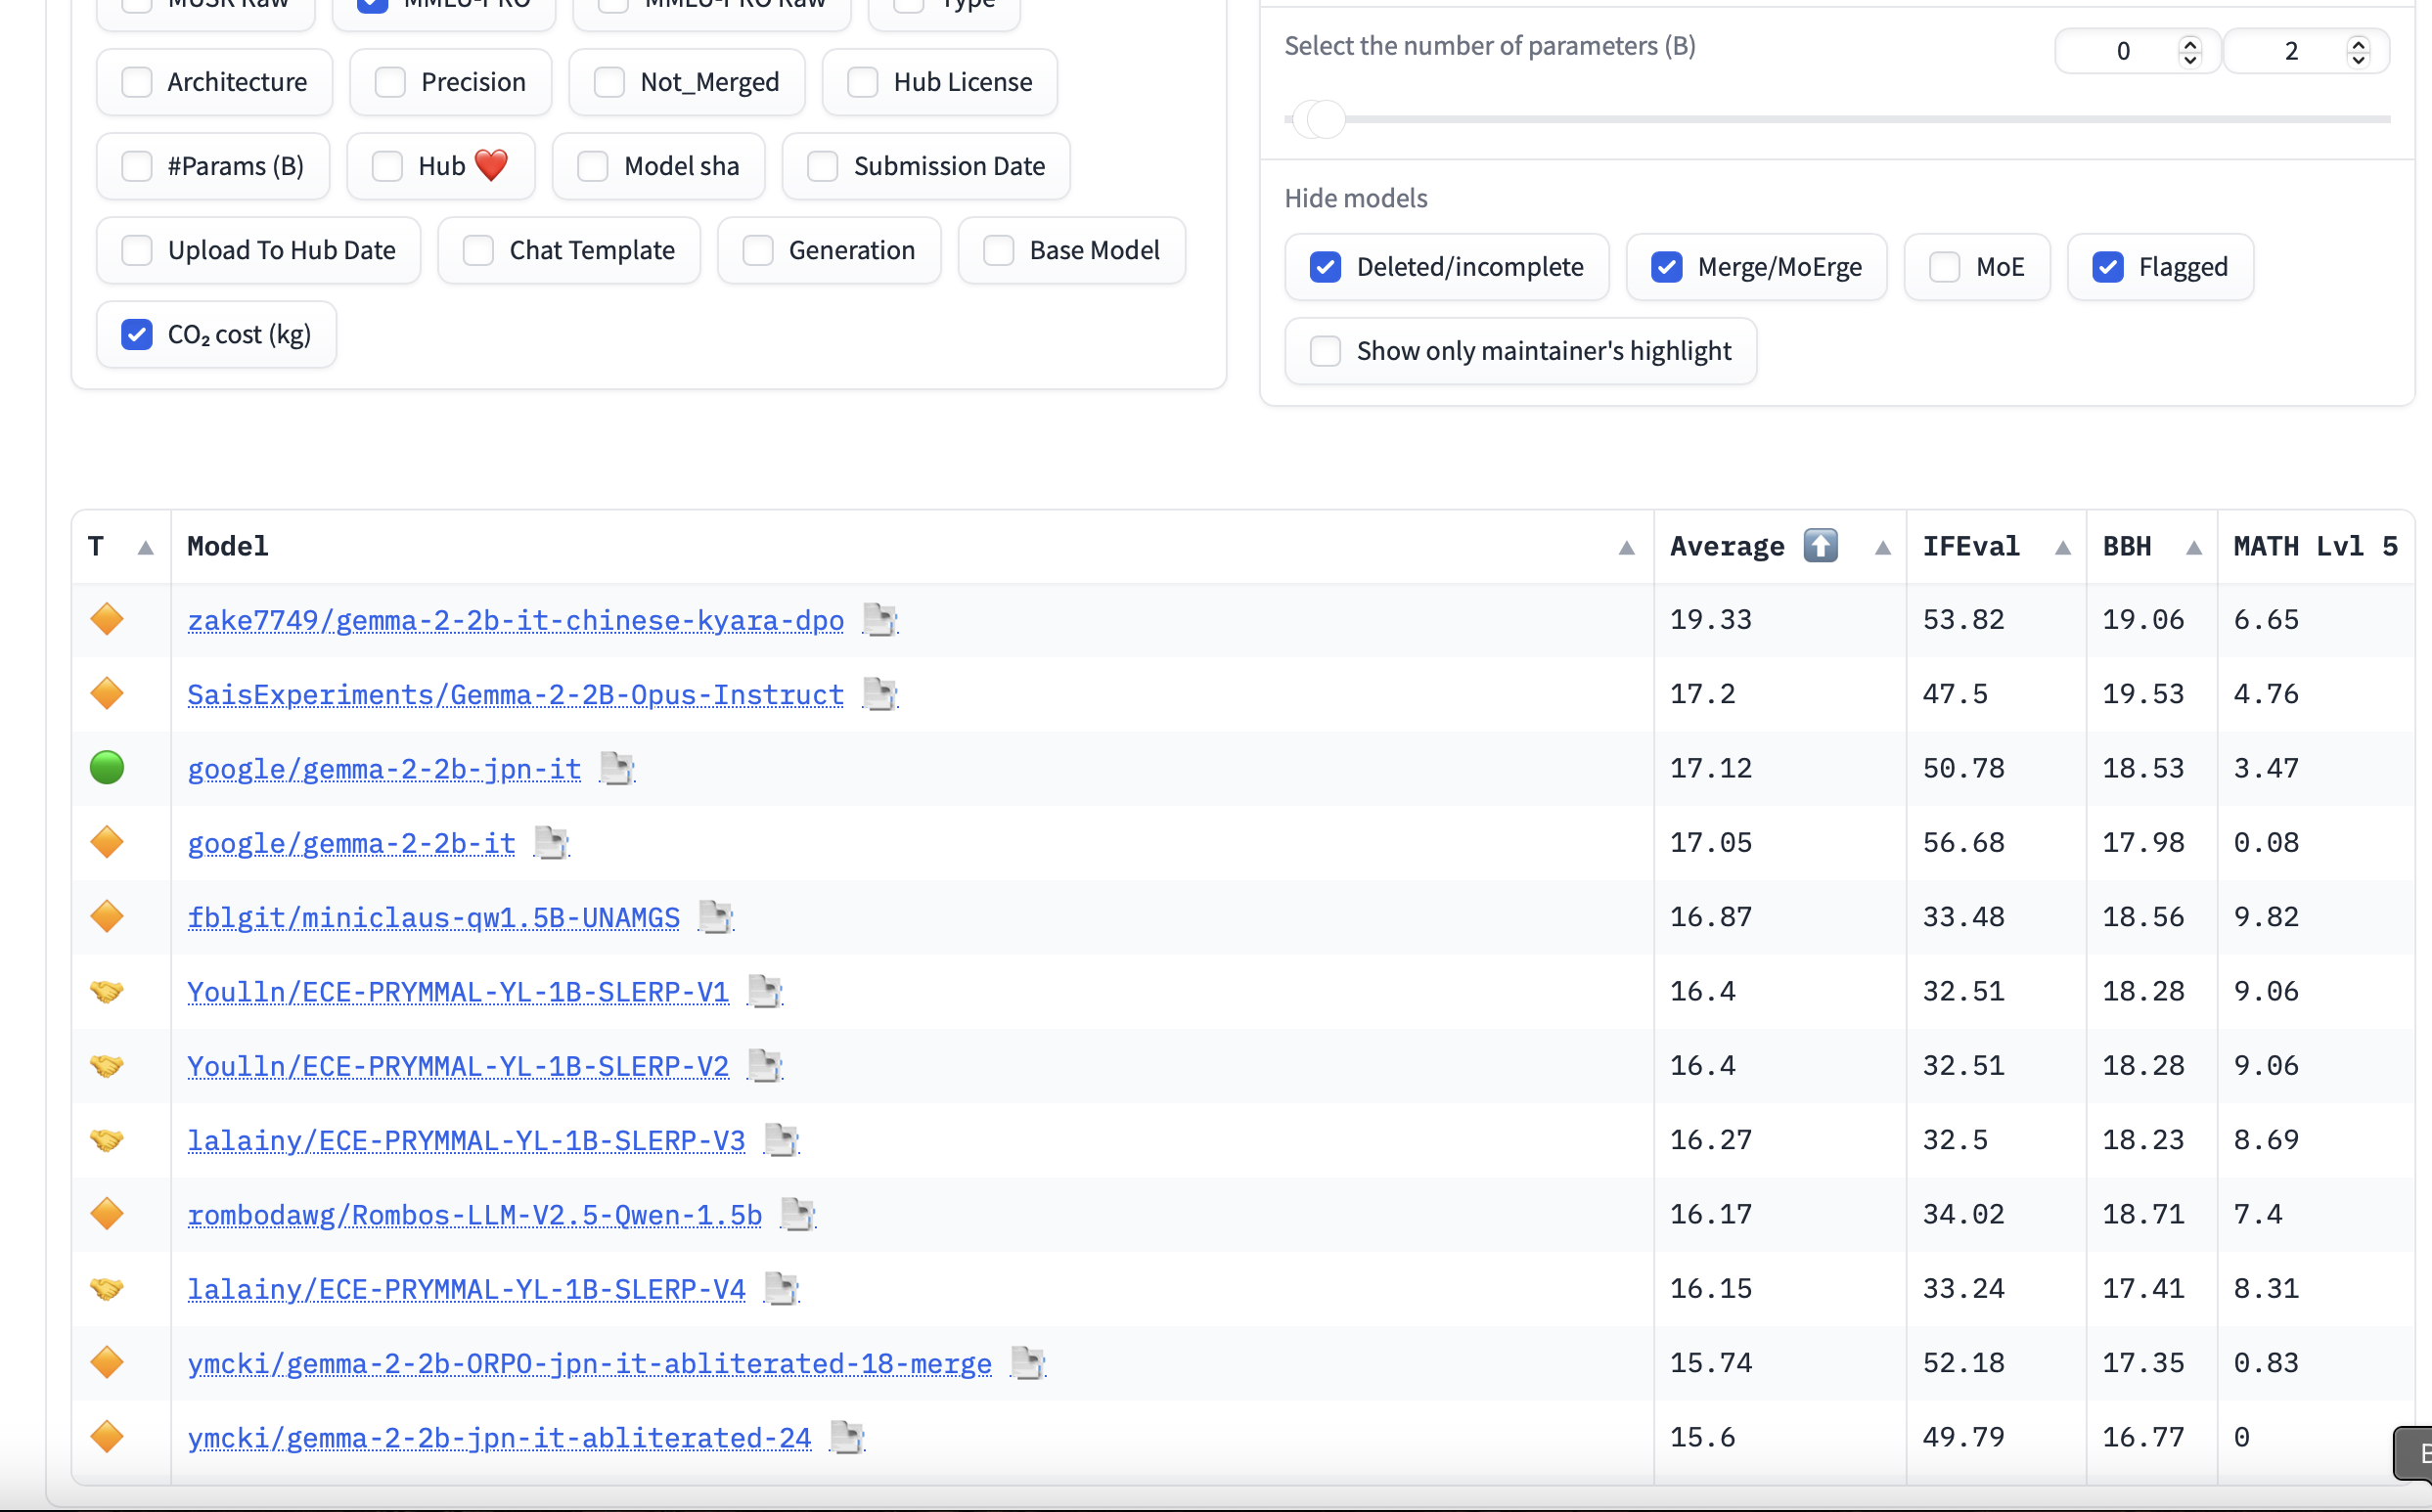 MUSR Raw MMLU-PRO MMLU-PRO Raw Type
Architecture Precision Not_Merged Hub License
#Params (B) Hub ❤️ Model sha Submission Date
Upload To Hub Date Chat Template Generation Base Model
CO₂ cost (kg)
Select the number of parameters (B) 0 2
Hide models
Deleted/incomplete Merge/MoErge MoE Flagged
Show only maintainer's highlight
T Model Average ⬆️ IFEval BBH MATH Lvl 5
zake7749/gemma-2-2b-it-chinese-kyara-dpo 19.33 53.82 19.06 6.65
SaisExperiments/Gemma-2-2B-Opus-Instruct 17.2 47.5 19.53 4.76
google/gemma-2-2b-jpn-it 17.12 50.78 18.53 3.47
google/gemma-2-2b-it 17.05 56.68 17.98 0.08
fblgit/miniclaus-qw1.5B-UNAMGS 16.87 33.48 18.56 9.82
Youlln/ECE-PRYMMAL-YL-1B-SLERP-V1 16.4 32.51 18.28 9.06
Youlln/ECE-PRYMMAL-YL-1B-SLERP-V2 16.4 32.51 18.28 9.06
lalainy/ECE-PRYMMAL-YL-1B-SLERP-V3 16.27 32.5 18.23 8.69
rombodawg/Rombos-LLM-V2.5-Qwen-1.5b 16.17 34.02 18.71 7.4
lalainy/ECE-PRYMMAL-YL-1B-SLERP-V4 16.15 33.24 17.41 8.31
ymcki/gemma-2-2b-ORPO-jpn-it-abliterated-18-merge 15.74 52.18 17.35 0.83
ymcki/gemma-2-2b-jpn-it-abliterated-24 15.6 49.79 16.77 0